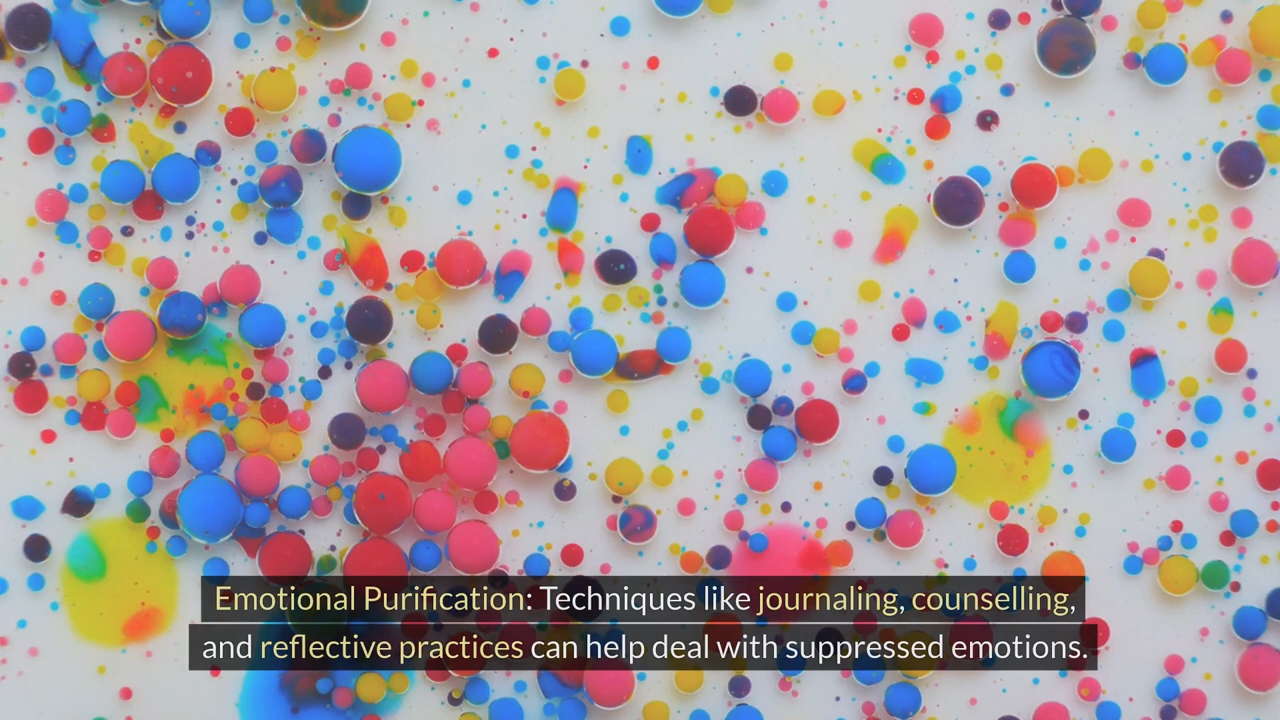 Emotional Purification: Techniques like journaling, counselling,
and reflective practices can help deal with suppressed emotions.